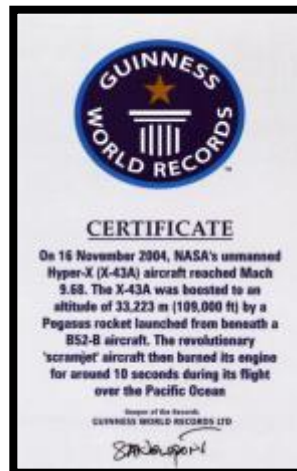 GUINNESS
WORLD RECORDS
CERTIFICATE
On 16 November 2004, NASA's unmanned
Hyper-X (X-43A) aircraft reached Mach
9.68. The X-43A was boosted to an
altitude of 33,223 m (109,000 ft) by a
Pegasus rocket launched from beneath a
B52-B aircraft. The revolutionary
'scramjet' aircraft then burned its engine
for around 10 seconds during its flight
over the Pacific Ocean
Keeper of the Records
GUINNESS WORLD RECORDS LTD